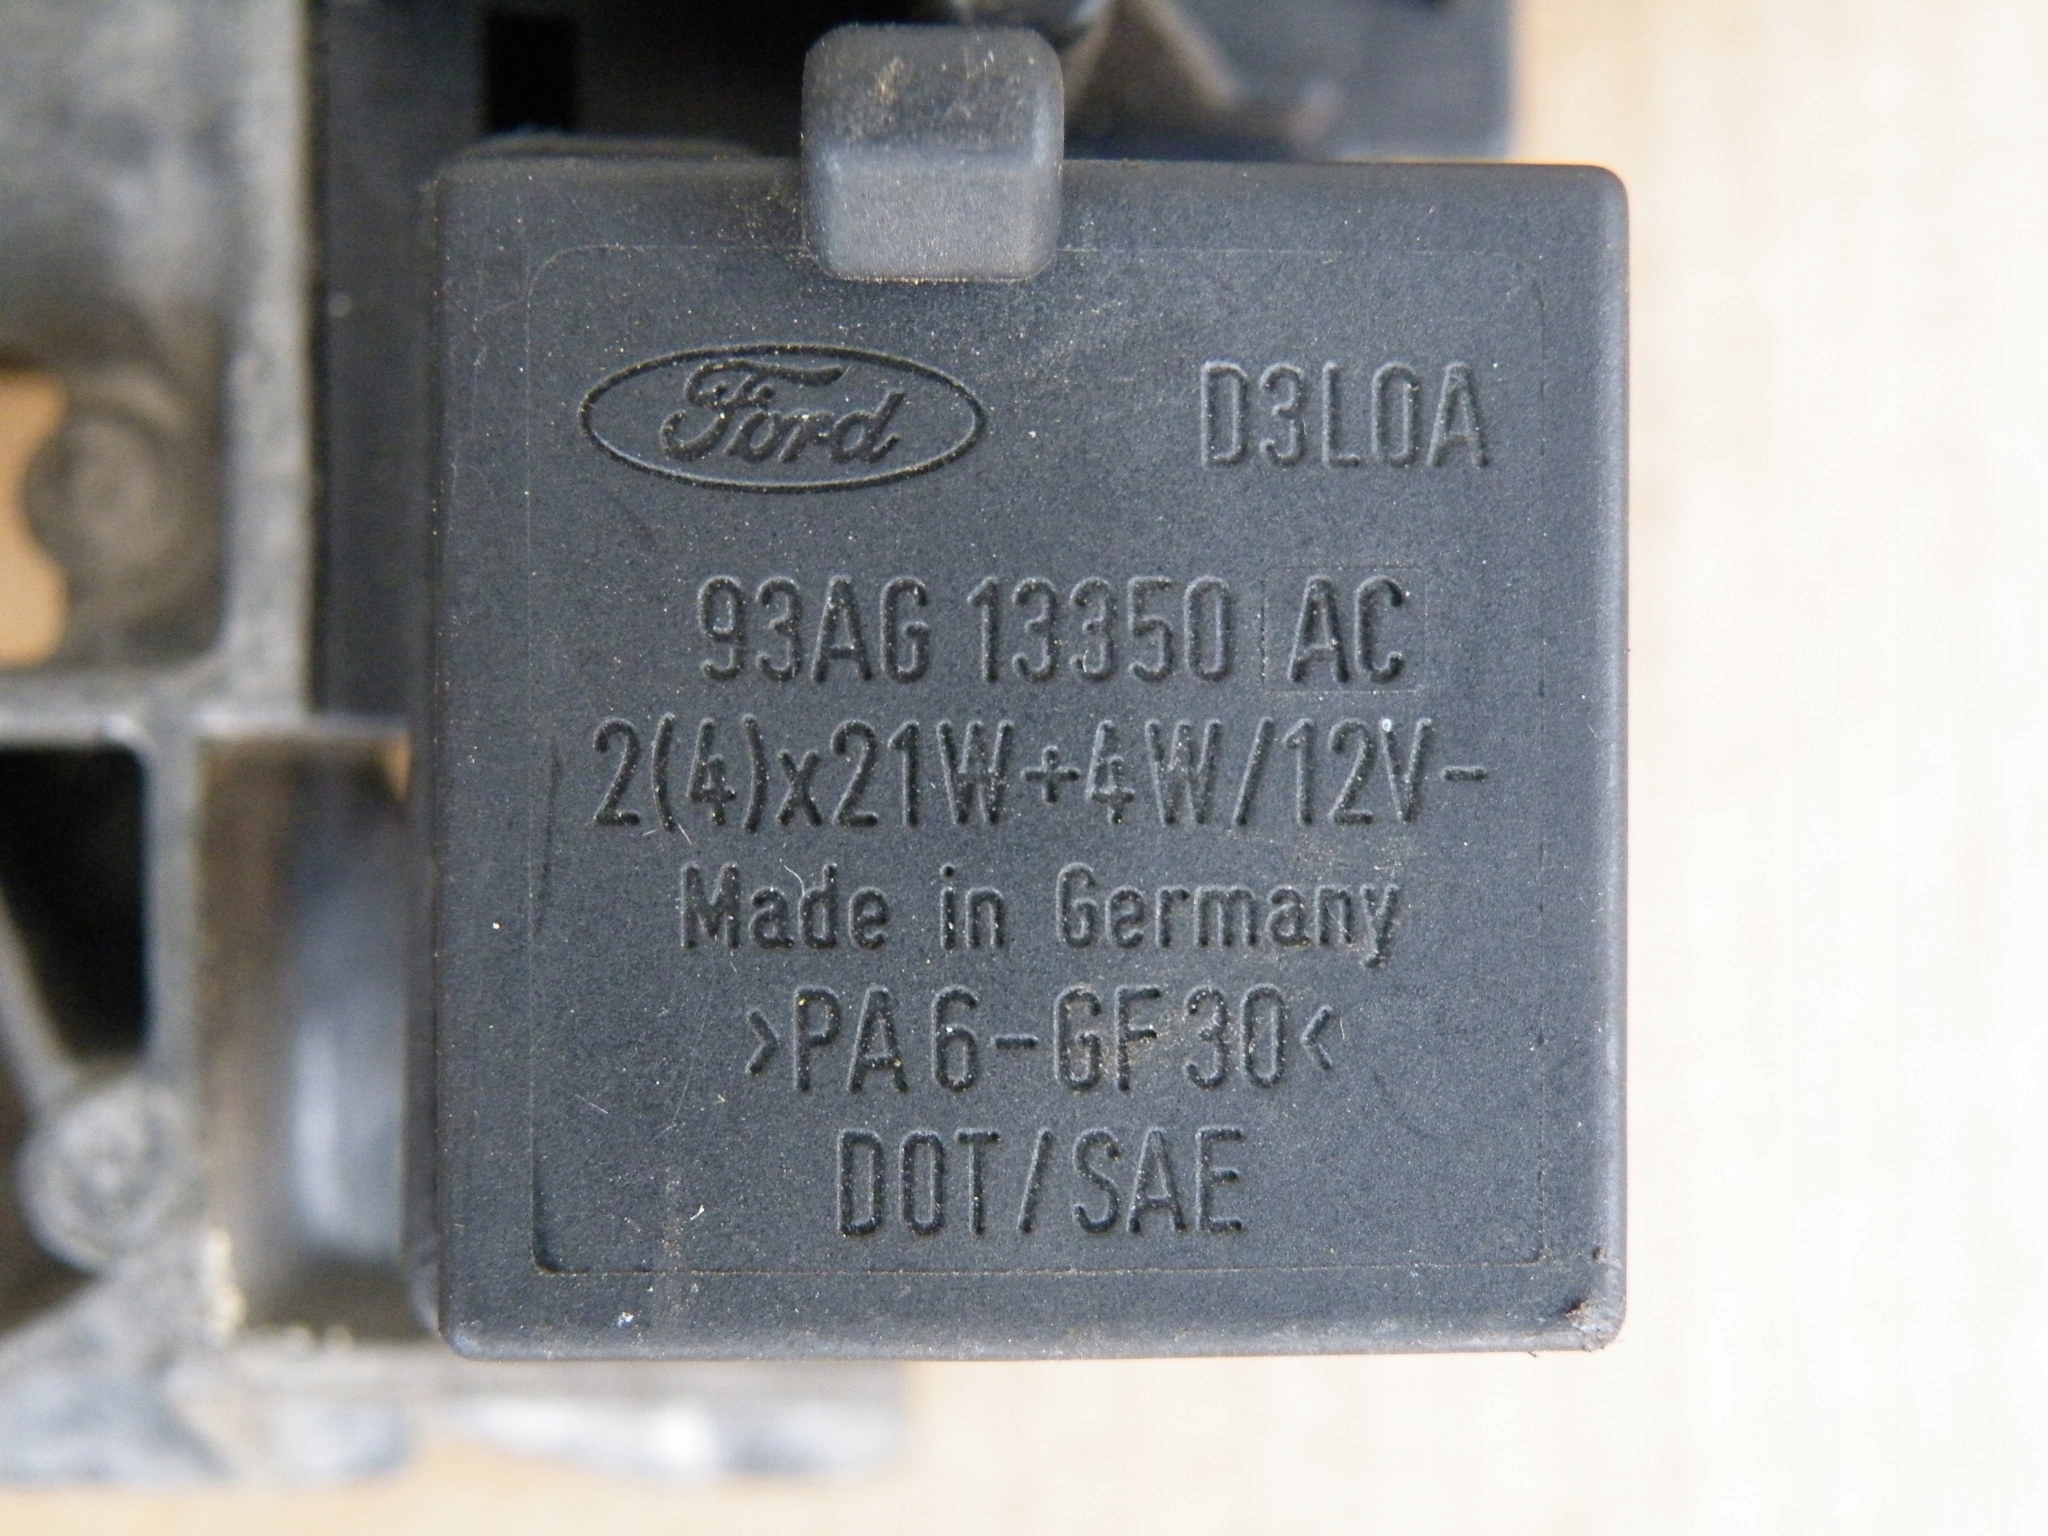 Ford D3L0A
93AG 13350 AC
2(4)x21W+4W/12V-
Made in Germany
>PA6-GF30<
DOT/SAE